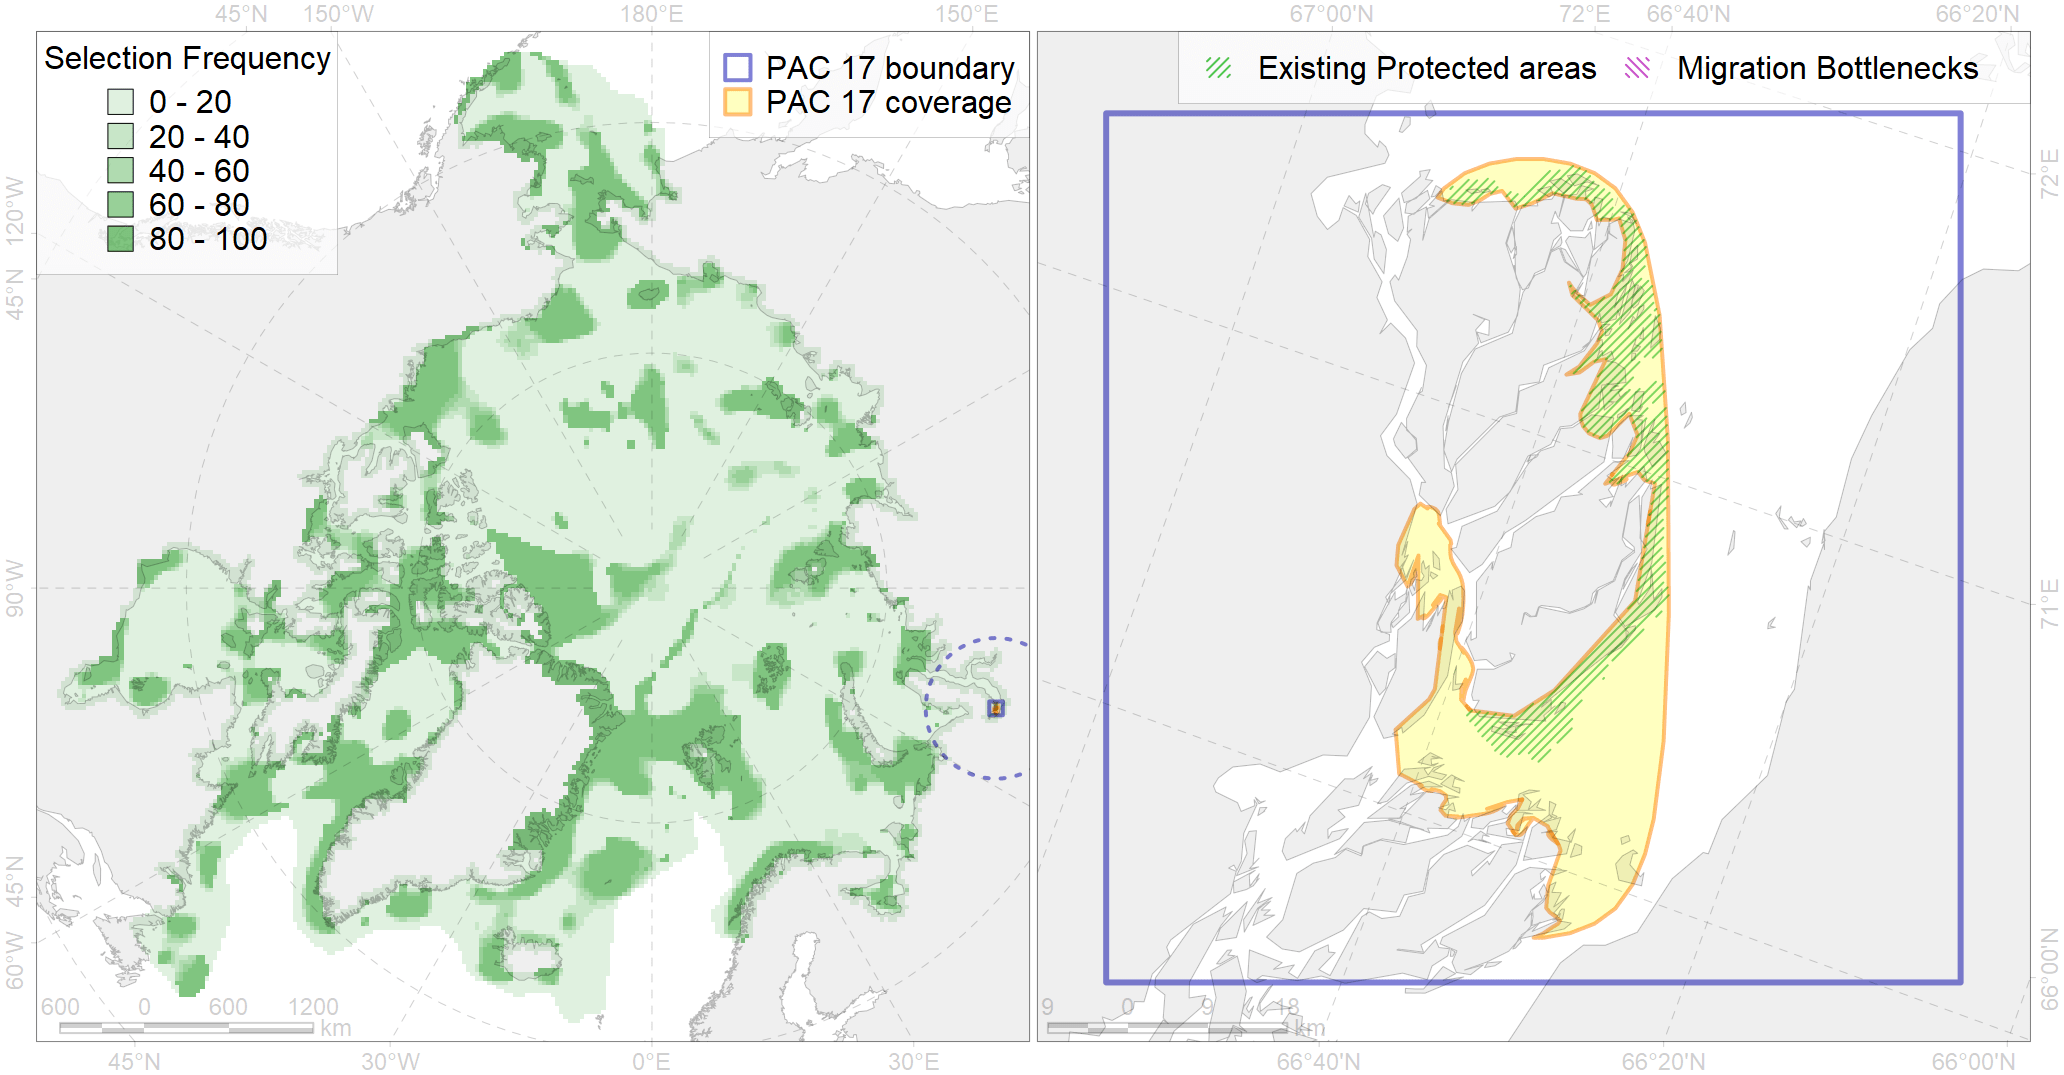 45°N 150°W 180°E 150°E 67°00'N 72°E 66°40'N 66°20'N
Selection Frequency
0 - 20
20 - 40
40 - 60
60 - 80
80 - 100
PAC 17 boundary
PAC 17 coverage
Existing Protected areas
Migration Bottlenecks
120°W
45°N
90°W
45°N
60°W
72°E
71°E
66°00'N
600 0 600 1200
km
9 0 9 18
km
45°N 30°W 0°E 30°E 66°40'N 66°20'N 66°00'N